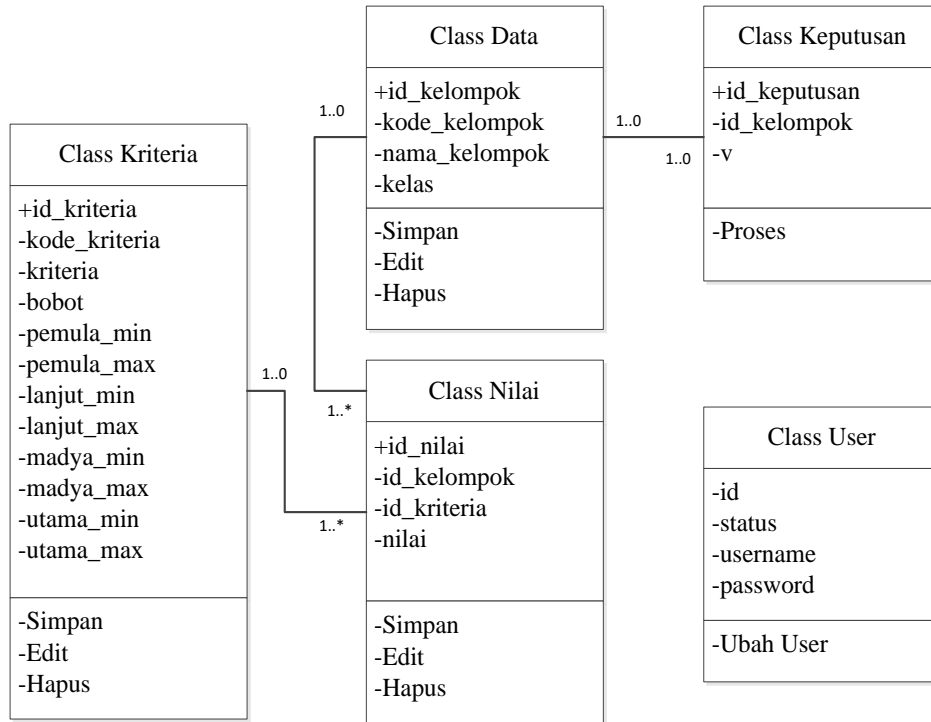 Class Kriteria
+id_kriteria
-kode_kriteria
-kriteria
-bobot
-pemula_min
-pemula_max
-lanjut_min
-lanjut_max
-madya_min
-madya_max
-utama_min
-utama_max
-Simpan
-Edit
-Hapus
1..0
1..*
1..0
1..*
Class Data
+id_kelompok
-kode_kelompok
-nama_kelompok
-kelas
-Simpan
-Edit
-Hapus
1..0
1..0
Class Keputusan
+id_keputusan
-id_kelompok
-v
-Proses
Class Nilai
+id_nilai
-id_kelompok
-id_kriteria
-nilai
-Simpan
-Edit
-Hapus
Class User
-id
-status
-username
-password
-Ubah User